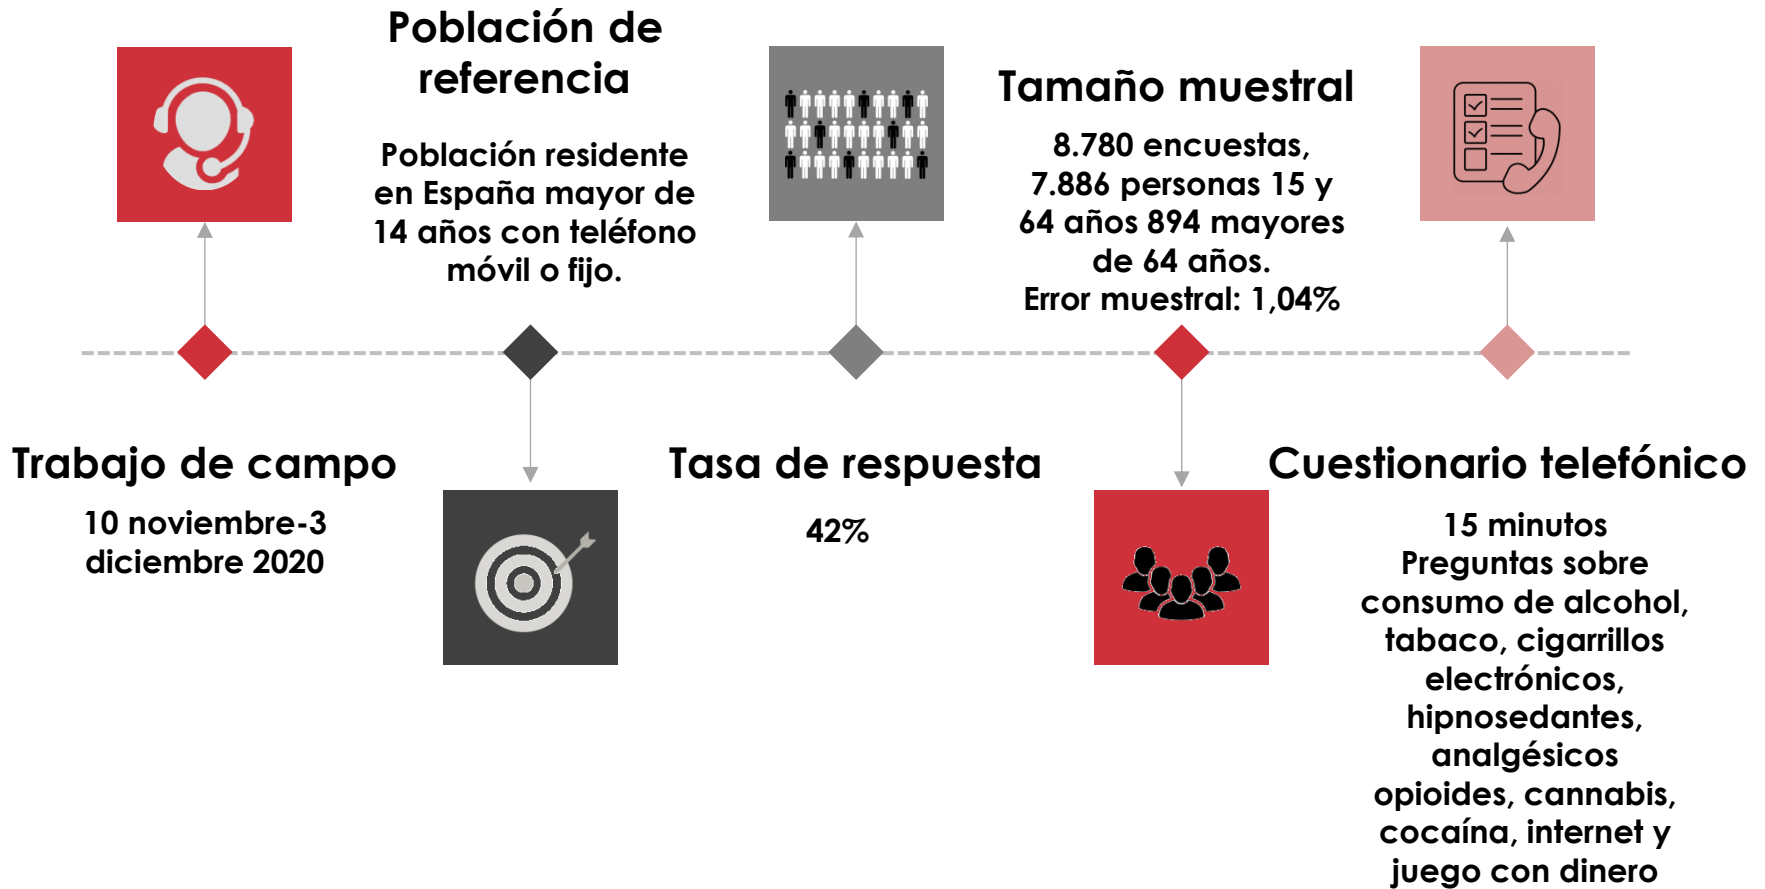 Trabajo de campo
10 noviembre-3
diciembre 2020
Población de
referencia
Población residente
en España mayor de
14 años con teléfono
móvil o fijo.
Tasa de respuesta
42%
Tamaño muestral
8.780 encuestas,
7.886 personas 15 y
64 años 894 mayores
de 64 años.
Error muestral: 1,04%
Cuestionario telefónico
15 minutos
Preguntas sobre
consumo de alcohol,
tabaco, cigarrillos
electrónicos,
hipnosedantes,
analgésicos
opioides, cannabis,
cocaína, internet y
juego con dinero